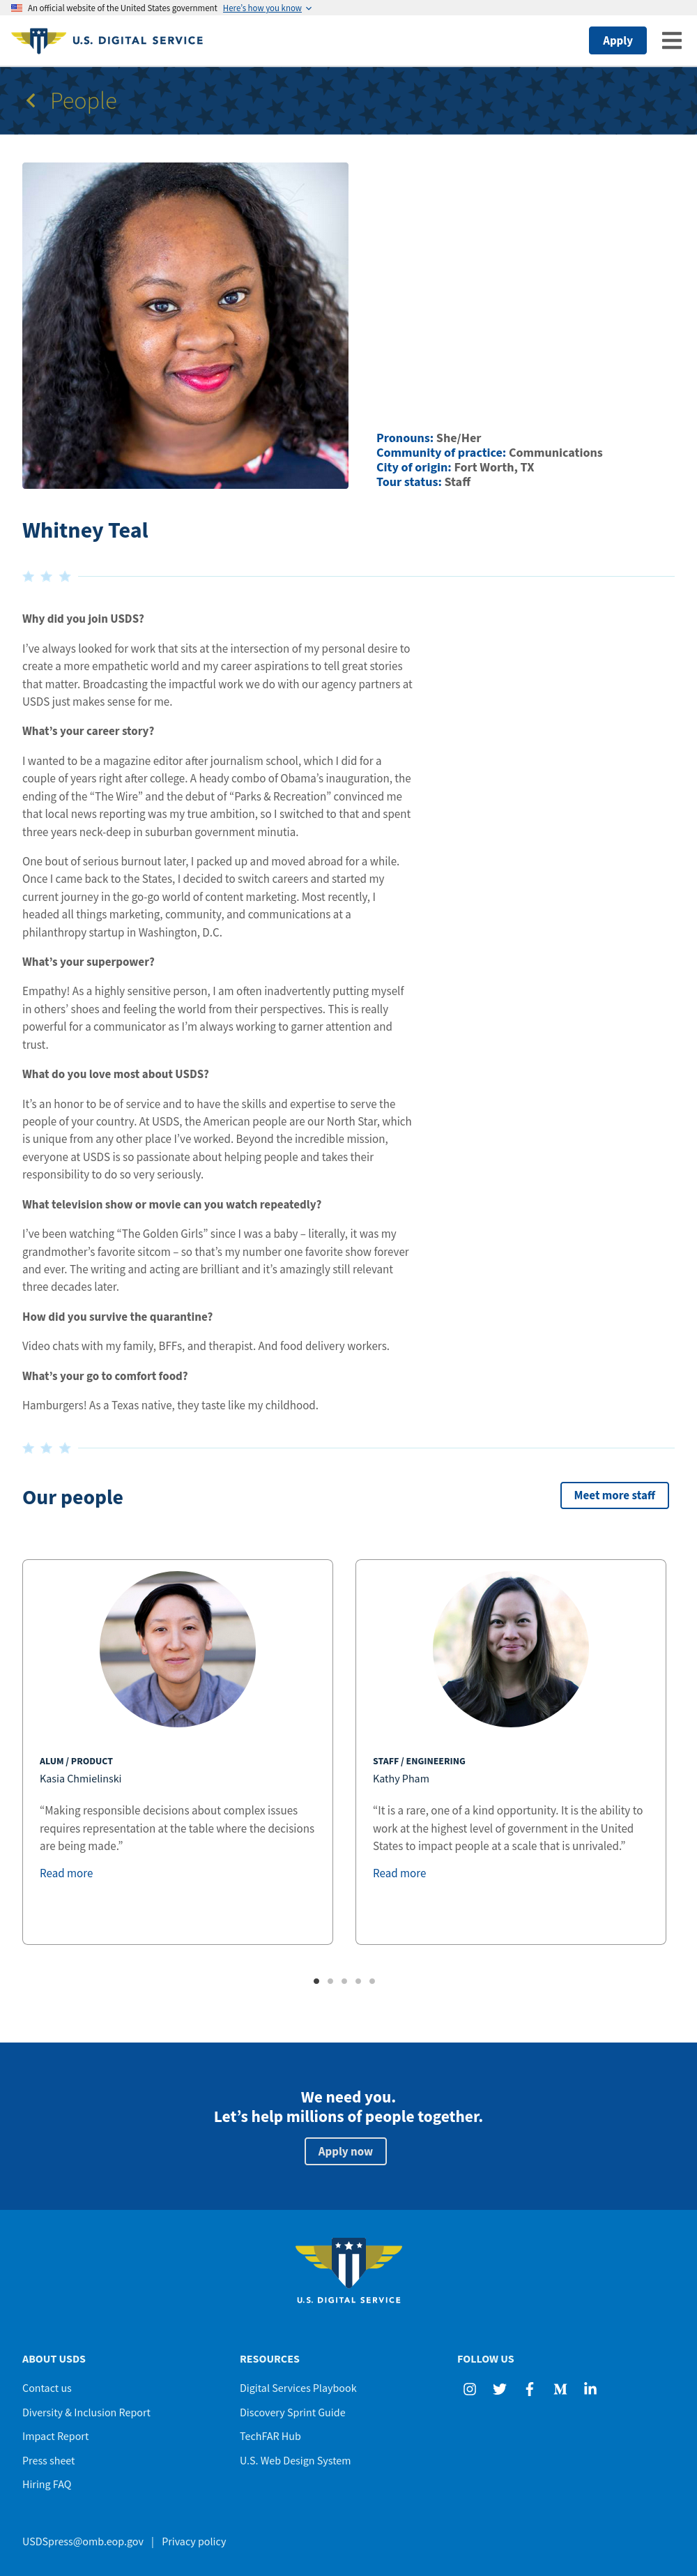 An official website of the United States government Here's how you know
U.S. DIGITAL SERVICE
Apply
People
Pronouns: She/Her
Community of practice: Communications
City of origin: Fort Worth, TX
Tour status: Staff
Whitney Teal
Why did you join USDS?
I’ve always looked for work that sits at the intersection of my personal desire to
create a more empathetic world and my career aspirations to tell great stories
that matter. Broadcasting the impactful work we do with our agency partners at
USDS just makes sense for me.
What’s your career story?
I wanted to be a magazine editor after journalism school, which I did for a
couple of years right after college. A heady combo of Obama’s inauguration, the
ending of the “The Wire” and the debut of “Parks & Recreation” convinced me
that local news reporting was my true ambition, so I switched to that and spent
three years neck-deep in suburban government minutia.
One bout of serious burnout later, I packed up and moved abroad for a while.
Once I came back to the States, I decided to switch careers and started my
current journey in the go-go world of content marketing. Most recently, I
headed all things marketing, community, and communications at a
philanthropy startup in Washington, D.C.
What’s your superpower?
Empathy! As a highly sensitive person, I am often inadvertently putting myself
in others’ shoes and feeling the world from their perspectives. This is really
powerful for a communicator as I’m always working to garner attention and
trust.
What do you love most about USDS?
It’s an honor to be of service and to have the skills and expertise to serve the
people of your country. At USDS, the American people are our North Star, which
is unique from any other place I’ve worked. Beyond the incredible mission,
everyone at USDS is so passionate about helping people and takes their
responsibility to do so very seriously.
What television show or movie can you watch repeatedly?
I’ve been watching “The Golden Girls” since I was a baby – literally, it was my
grandmother’s favorite sitcom – so that’s my number one favorite show forever
and ever. The writing and acting are brilliant and it’s amazingly still relevant
three decades later.
How did you survive the quarantine?
Video chats with my family, BFFs, and therapist. And food delivery workers.
What’s your go to comfort food?
Hamburgers! As a Texas native, they taste like my childhood.
Our people
Meet more staff
ALUM / PRODUCT
Kasia Chmielinski
“Making responsible decisions about complex issues
requires representation at the table where the decisions
are being made.”
Read more
STAFF / ENGINEERING
Kathy Pham
“It is a rare, one of a kind opportunity. It is the ability to
work at the highest level of government in the United
States to impact people at a scale that is unrivaled.”
Read more
We need you.
Let’s help millions of people together.
Apply now
U.S. DIGITAL SERVICE
ABOUT USDS
Contact us
Diversity & Inclusion Report
Impact Report
Press sheet
Hiring FAQ
RESOURCES
Digital Services Playbook
Discovery Sprint Guide
TechFAR Hub
U.S. Web Design System
FOLLOW US
USDSpress@omb.eop.gov | Privacy policy